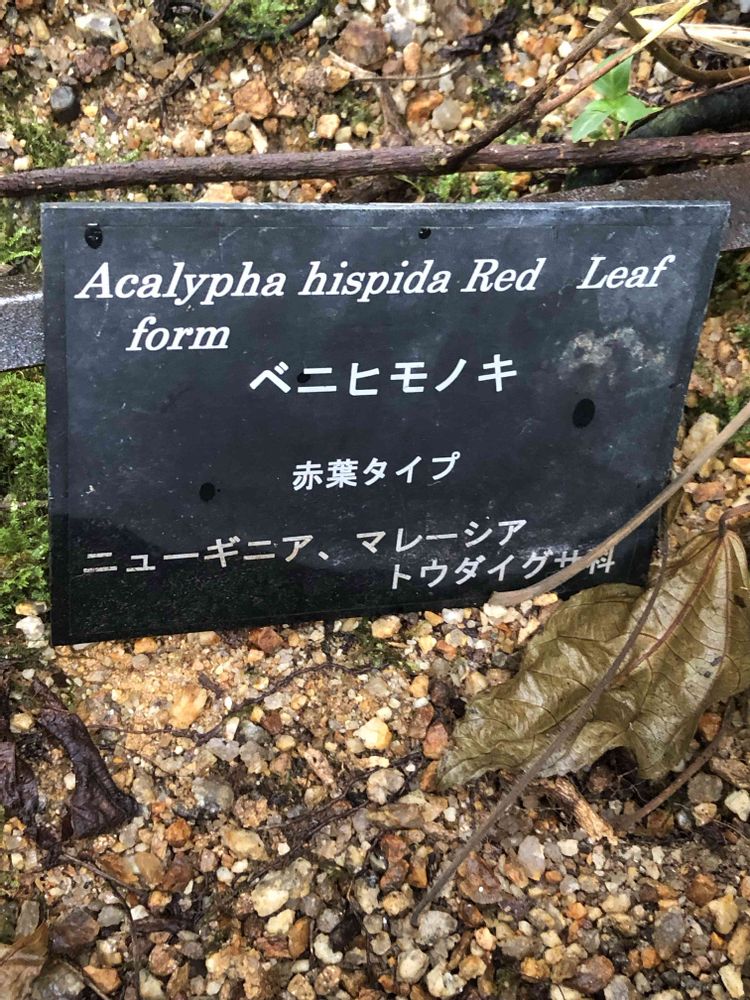 Acalypha hispida Red Leaf
form
ベニヒモノキ
赤葉タイプ
ニューギニア、マレーシア
トウダイグサ科